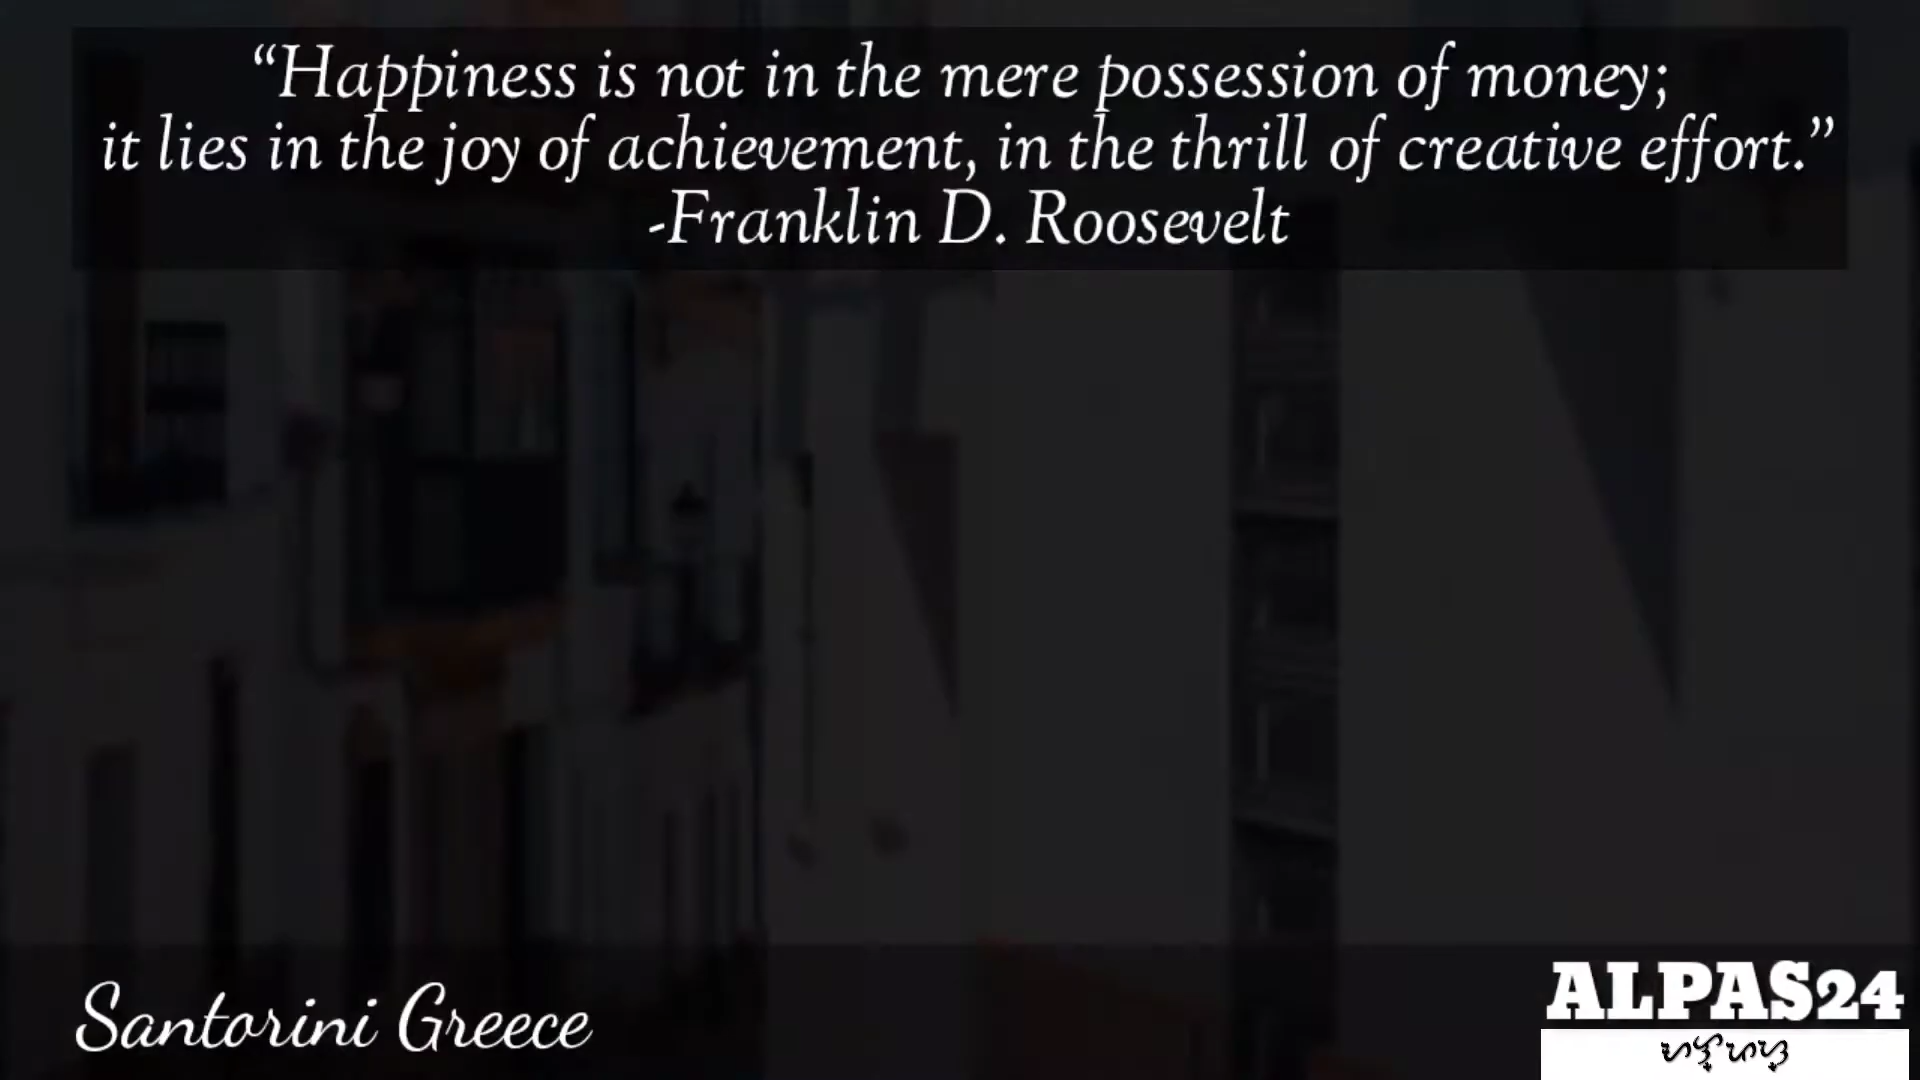 “Happiness is not in the mere possession of money;
it lies in the joy of achievement, in the thrill of creative effort.”
-Franklin D. Roosevelt
Santorini Greece
ALPAS24